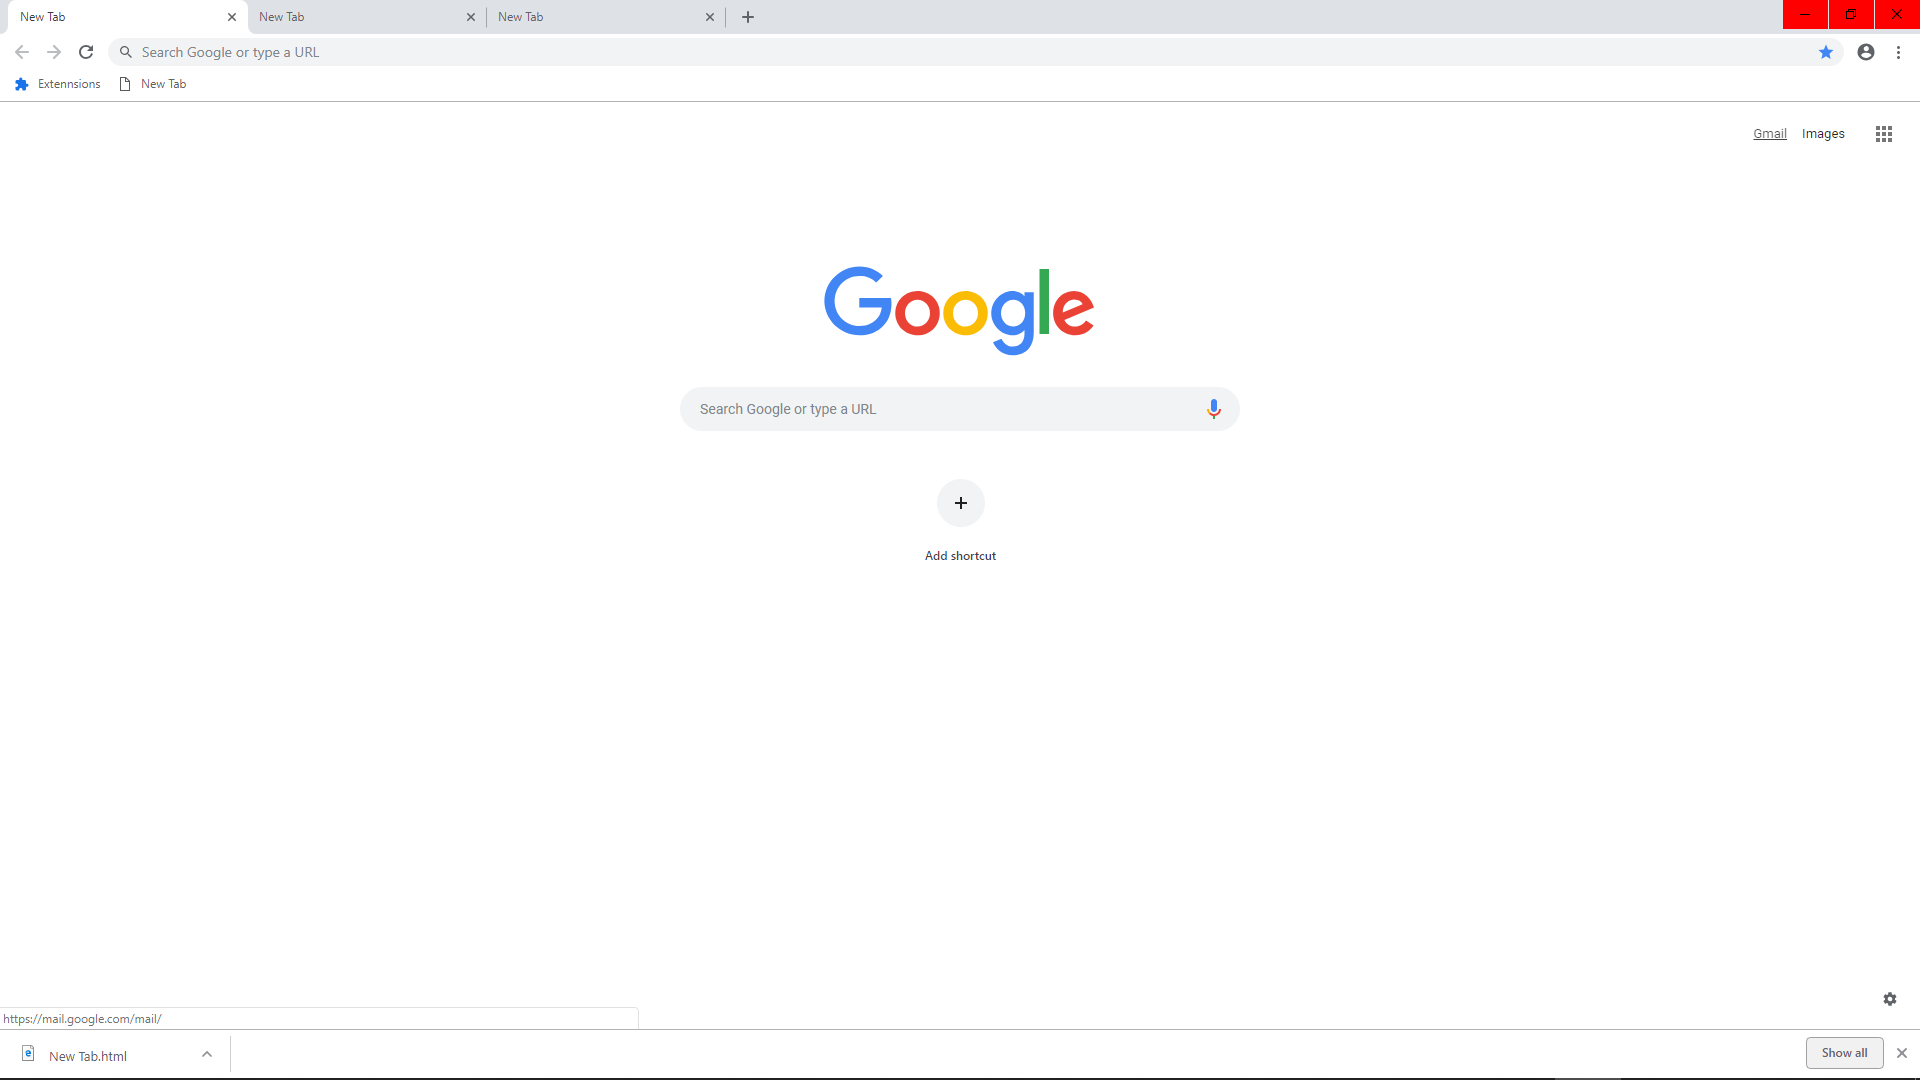 New Tab New Tab New Tab
Search Google or type a URL
Extennsions New Tab
Gmail Images
Google
Search Google or type a URL
Add shortcut
https://mail.google.com/mail/
New Tab.html Show all